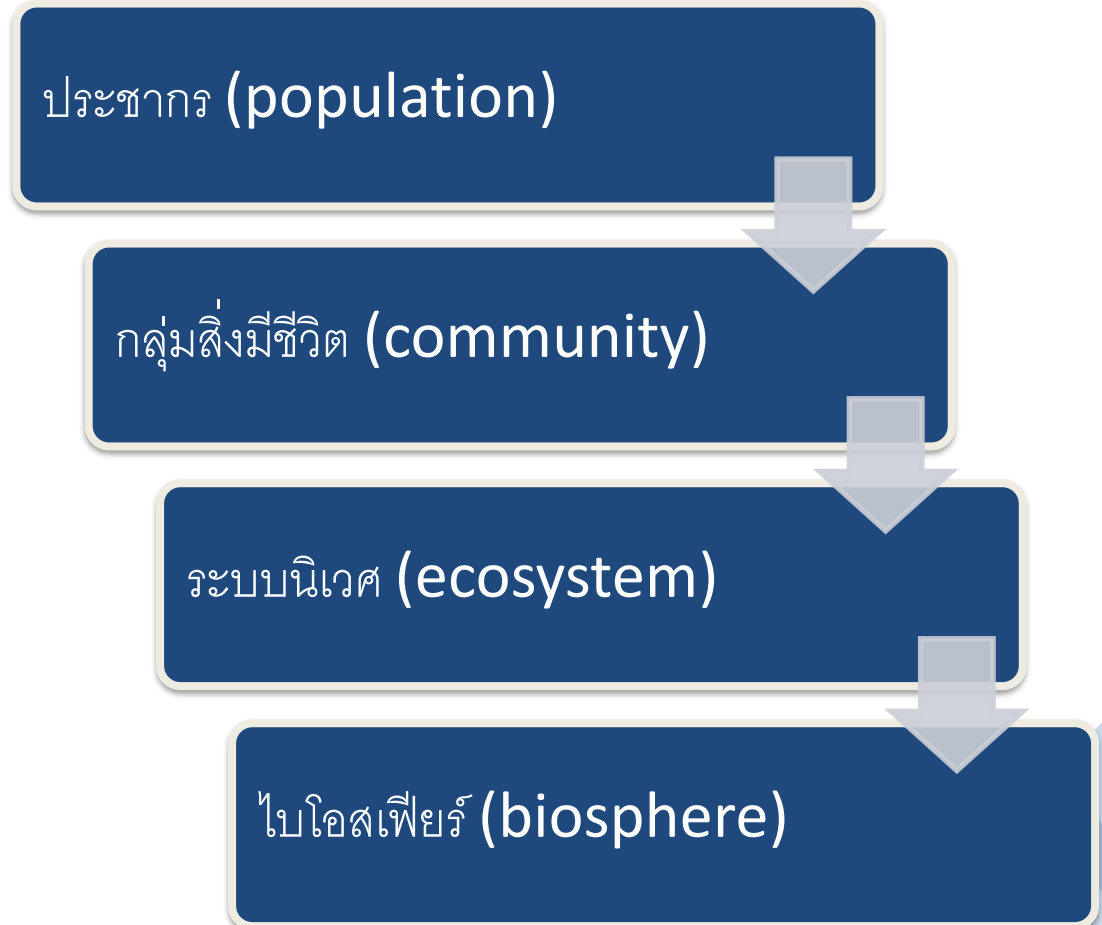 ประชากร (population)
กลุ่มสิ่งมีชีวิต (community)
ระบบนิเวศ (ecosystem)
ไบโอสเฟียร์ (biosphere)